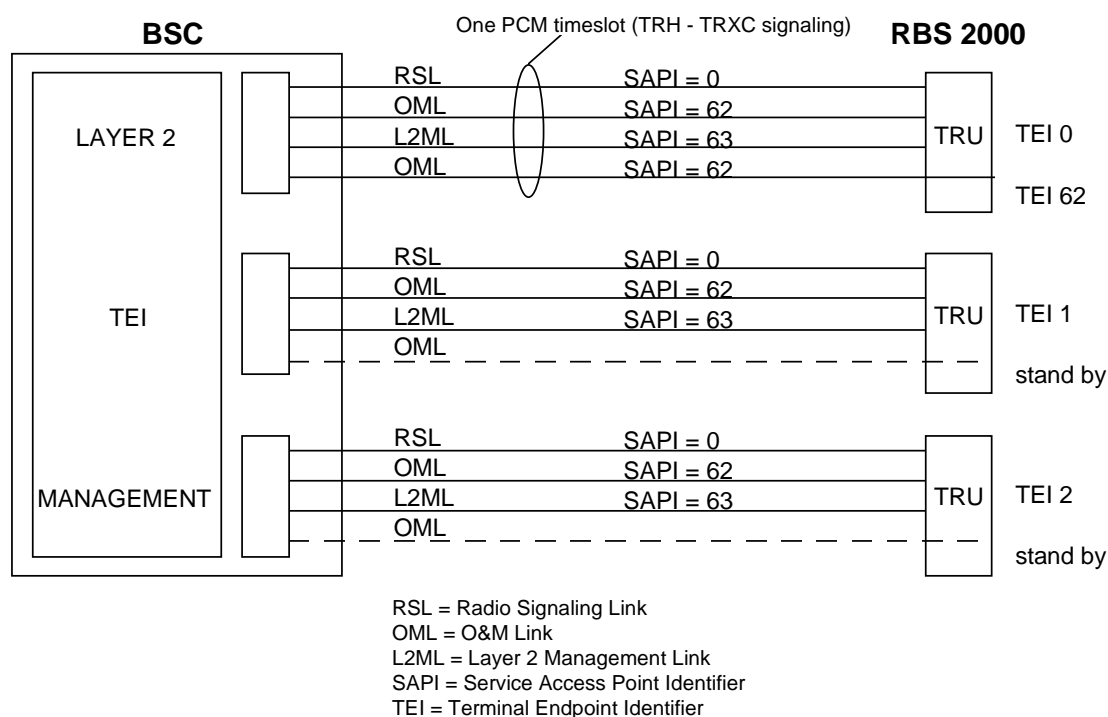 One PCM timeslot (TRH - TRXC signaling)
BSC
RBS 2000
RSL SAPI = 0
OML SAPI = 62
LAYER 2 L2ML SAPI = 63 TRU TEI 0
OML SAPI = 62
TEI 62
RSL SAPI = 0
OML SAPI = 62
TEI L2ML SAPI = 63 TRU TEI 1
OML
stand by
RSL SAPI = 0
OML SAPI = 62
MANAGEMENT L2ML SAPI = 63 TRU TEI 2
OML
stand by
RSL = Radio Signaling Link
OML = O&M Link
L2ML = Layer 2 Management Link
SAPI = Service Access Point Identifier
TEI = Terminal Endpoint Identifier